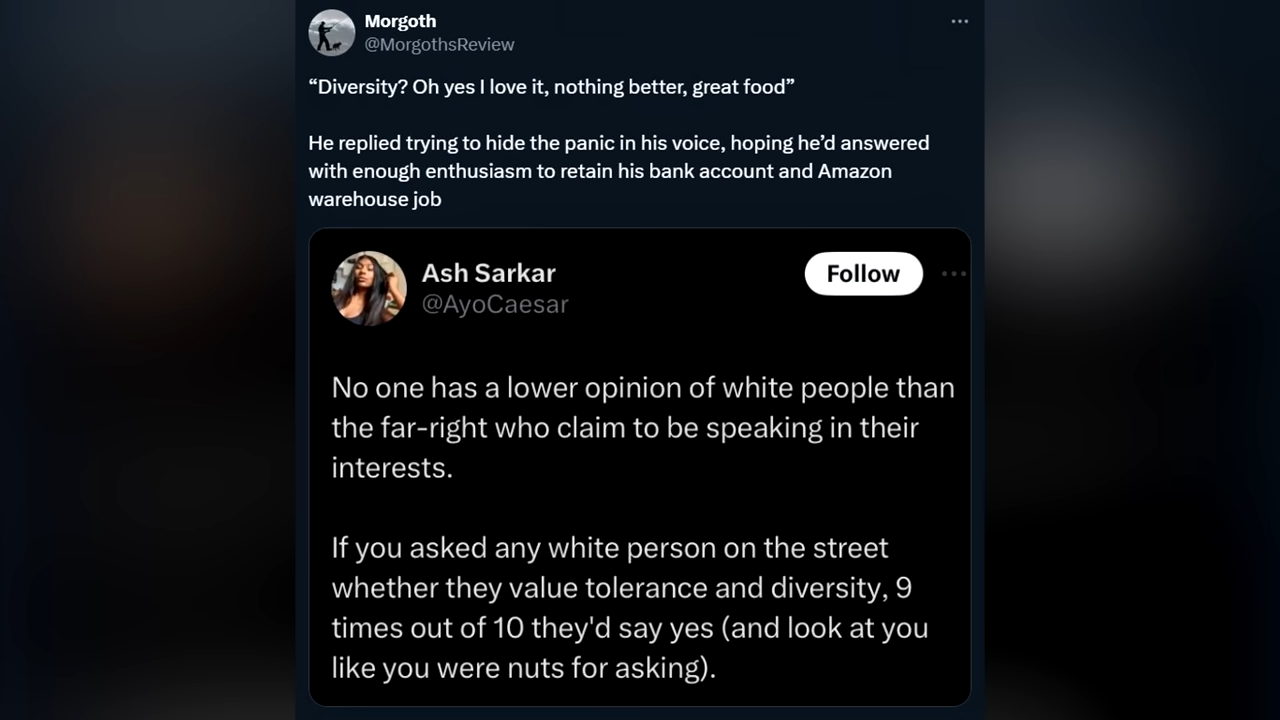 Morgoth
@MorgothsReview
“Diversity? Oh yes I love it, nothing better, great food”
He replied trying to hide the panic in his voice, hoping he’d answered
with enough enthusiasm to retain his bank account and Amazon
warehouse job
Ash Sarkar
@AyoCaesar
Follow
No one has a lower opinion of white people than
the far-right who claim to be speaking in their
interests.
If you asked any white person on the street
whether they value tolerance and diversity, 9
times out of 10 they'd say yes (and look at you
like you were nuts for asking).